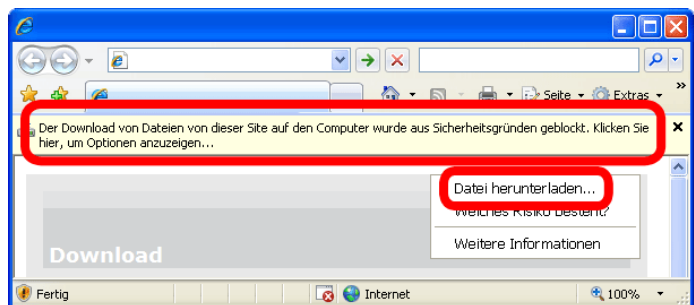 Seite
Extras
»
Der Download von Dateien von dieser Site auf den Computer wurde aus Sicherheitsgründen geblockt. Klicken Sie
hier, um Optionen anzuzeigen...
Datei herunterladen...
Welches Risiko besteht?
Weitere Informationen
Download
Fertig
Internet
100%